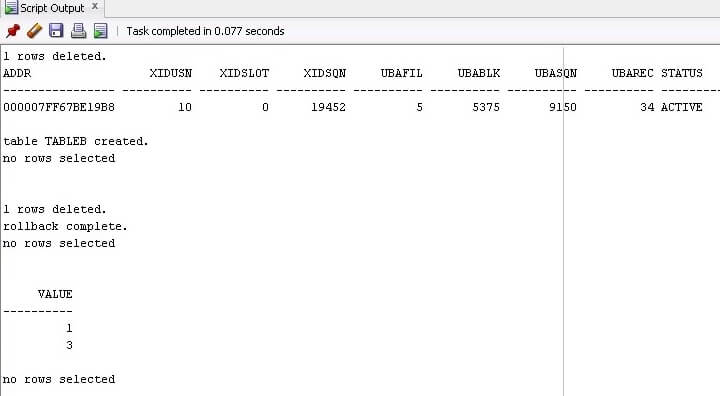 Script Output x
Task completed in 0.077 seconds
1 rows deleted.
ADDR XIDUSN XIDSLOT XIDSQN UBAFIL UBABLK UBASQN UBAREC STATUS
---------------- ---------- ---------- ---------- ---------- ---------- ---------- ---------- --------
000007FF67BE19B8 10 0 19452 5 5375 9150 34 ACTIVE
table TABLEB created.
no rows selected
1 rows deleted.
rollback complete.
no rows selected
VALUE
----------
1
3
no rows selected